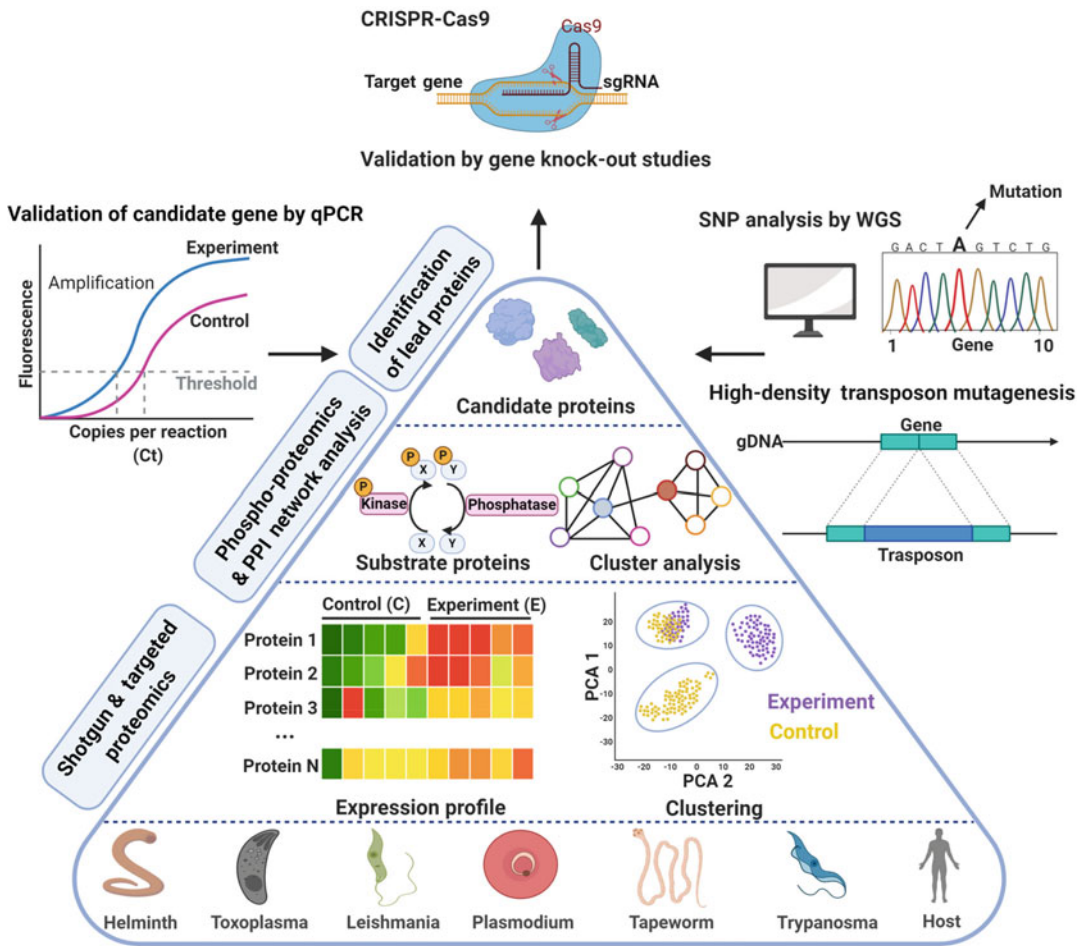 CRISPR-Cas9
Cas9
Target gene
sgRNA
Validation by gene knock-out studies
Validation of candidate gene by qPCR
Experiment
Amplification
Control
Threshold
Fluorescence
Copies per reaction
(Ct)
SNP analysis by WGS
Mutation
G A C T A G T C T G
1
Gene
10
High-density transposon mutagenesis
Gene
gDNA
Trasposon
Identification
of lead proteins
Phospho-proteomics
& PPI network analysis
Shotgun & targeted
proteomics
Candidate proteins
P
P
P
X
Y
Kinase
Phosphatase
X
Y
Substrate proteins
Cluster analysis
Control (C)
Experiment (E)
Protein 1
Protein 2
Protein 3
...
Protein N
Expression profile
PCA 1
20
10
0
-10
-20
-30
-30
-20
-10
0
10
20
30
PCA 2
Experiment
Control
Clustering
Helminth
Toxoplasma
Leishmania
Plasmodium
Tapeworm
Trypanosma
Host